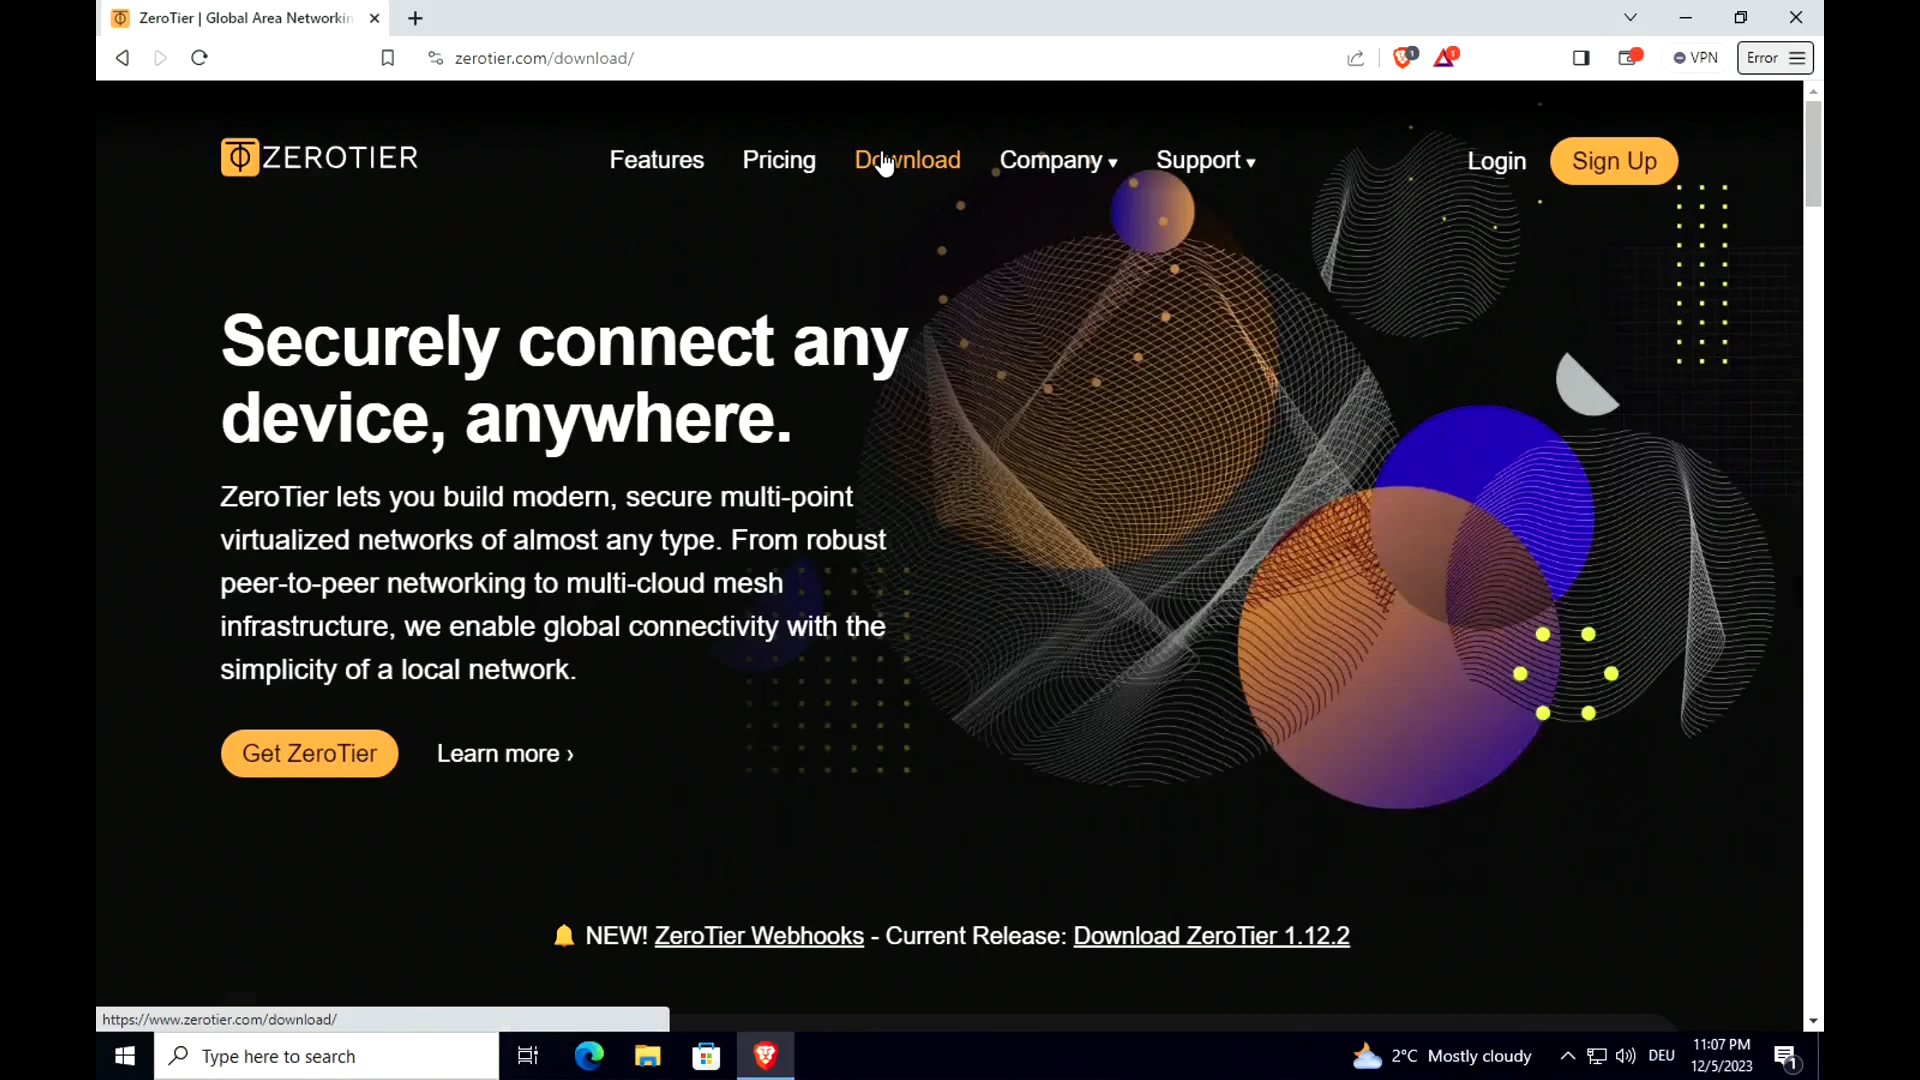 ZeroTier | Global Area Networkin
zerotier.com/download/
1
1
VPN
Error
ZEROTIER
Features
Pricing
Download
Company
Support
Login
Sign Up
Securely connect any
device, anywhere.
ZeroTier lets you build modern, secure multi-point
virtualized networks of almost any type. From robust
peer-to-peer networking to multi-cloud mesh
infrastructure, we enable global connectivity with the
simplicity of a local network.
Get ZeroTier
Learn more ›
NEW! ZeroTier Webhooks - Current Release: Download ZeroTier 1.12.2
https://www.zerotier.com/download/
Type here to search
2°C Mostly cloudy
DEU
11:07 PM
12/5/2023
1